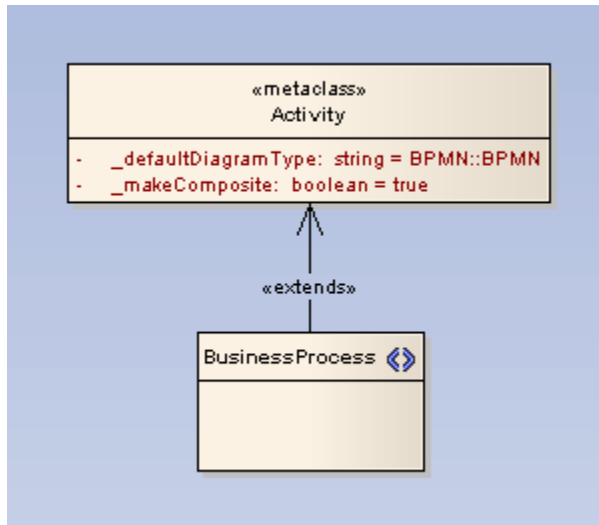 «metaclass»
Activity
- _defaultDiagramType: string = BPMN::BPMN
- _makeComposite: boolean = true
«extends»
BusinessProcess